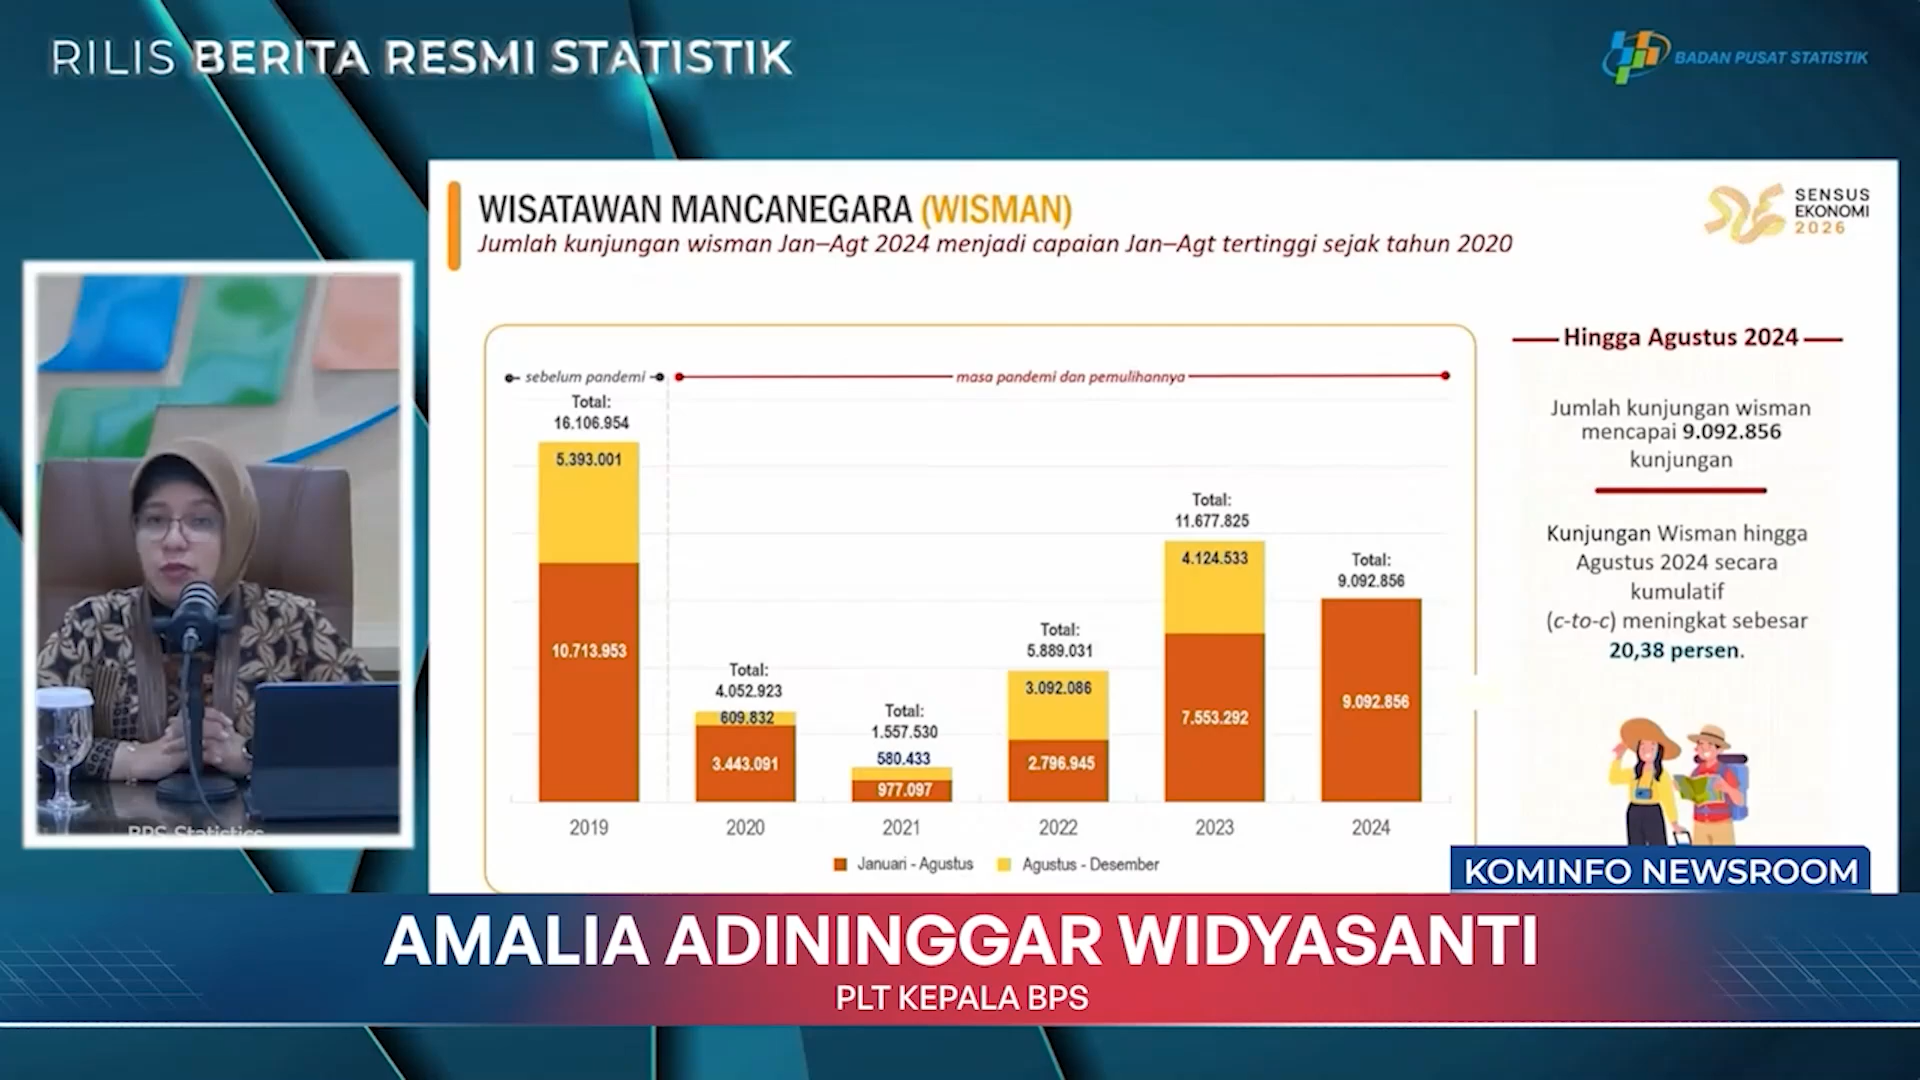 RILIS BERITA RESMI STATISTIK
BADAN PUSAT STATISTIK
WISATAWAN MANCANEGARA (WISMAN)
Jumlah kunjungan wisman Jan–Agt 2024 menjadi capaian Jan–Agt tertinggi sejak tahun 2020
SENSUS
EKONOMI
2026
sebelum pandemi
masa pandemi dan pemulihannya
Total:
16.106.954
5.393.001
10.713.953
2019
Total:
4.052.923
609.832
3.443.091
2020
Total:
1.557.530
580.433
977.097
2021
Total:
5.889.031
3.092.086
2.796.945
2022
Total:
11.677.825
4.124.533
7.553.292
2023
Total:
9.092.856
9.092.856
2024
Januari - Agustus
Agustus - Desember
Hingga Agustus 2024
Jumlah kunjungan wisman
mencapai 9.092.856
kunjungan
Kunjungan Wisman hingga
Agustus 2024 secara
kumulatif
(c-to-c) meningkat sebesar
20,38 persen.
BPS Statistics
KOMINFO NEWSROOM
AMALIA ADININGGAR WIDYASANTI
PLT KEPALA BPS